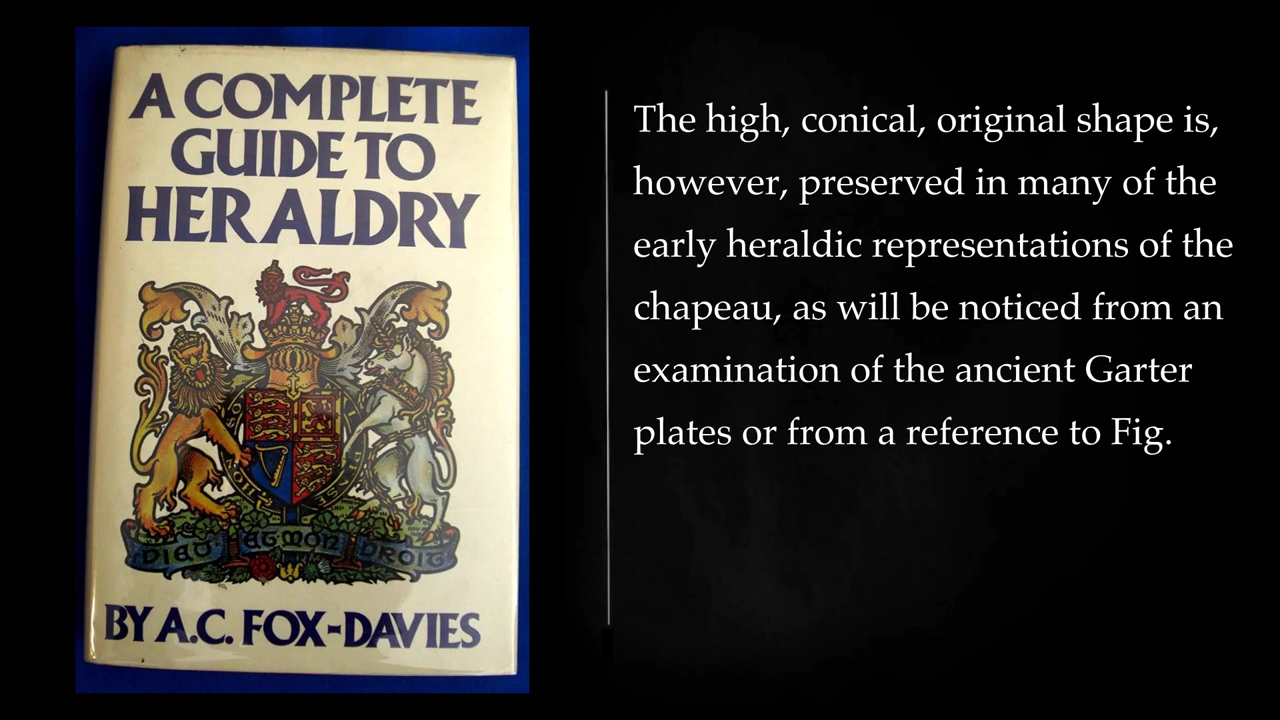 A COMPLETE
GUIDE TO
HERALDRY
DIEU ET MON DROIT
BY A.C. FOX-DAVIES
The high, conical, original shape is,
however, preserved in many of the
early heraldic representations of the
chapeau, as will be noticed from an
examination of the ancient Garter
plates or from a reference to Fig.